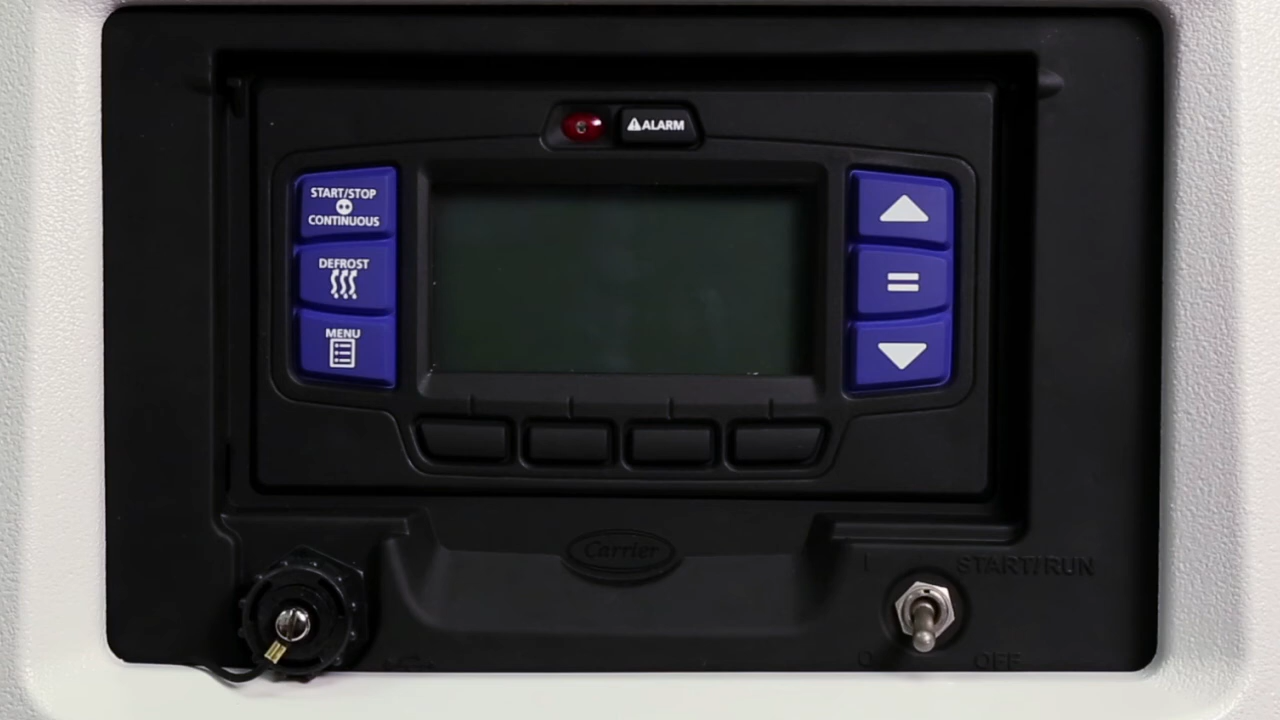 ALARM
START/STOP
CONTINUOUS
DEFROST
MENU
Carrier
I START/RUN
O OFF